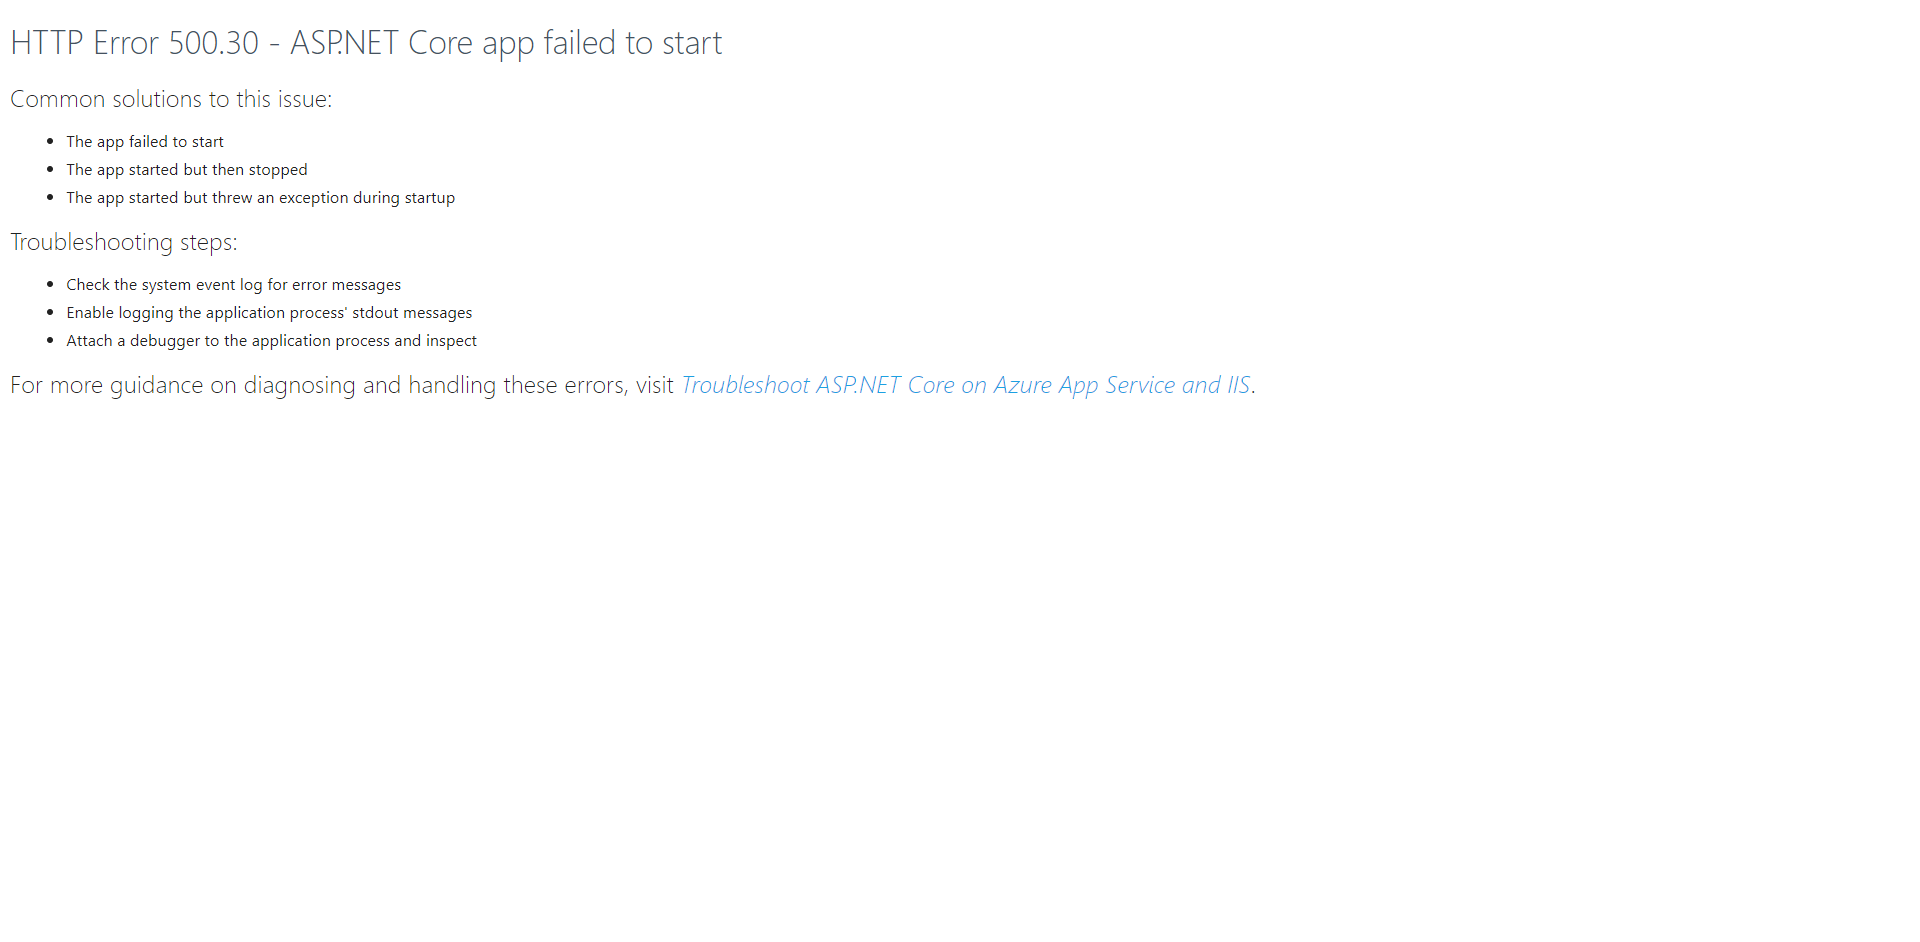 HTTP Error 500.30 - ASP.NET Core app failed to start
Common solutions to this issue:
• The app failed to start
• The app started but then stopped
• The app started but threw an exception during startup
Troubleshooting steps:
• Check the system event log for error messages
• Enable logging the application process' stdout messages
• Attach a debugger to the application process and inspect
For more guidance on diagnosing and handling these errors, visit Troubleshoot ASP.NET Core on Azure App Service and IIS.